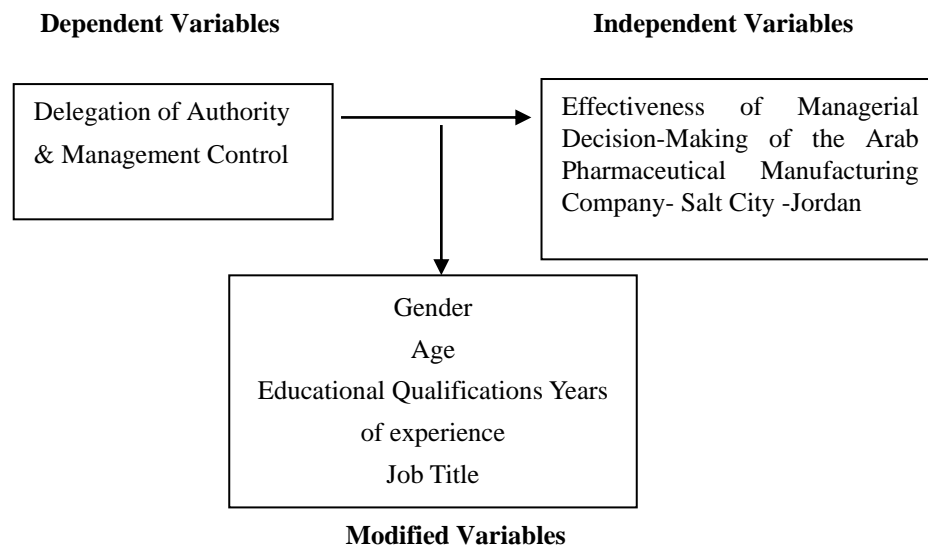 Dependent Variables
Independent Variables
Delegation of Authority
& Management Control
Effectiveness of Managerial
Decision-Making of the Arab
Pharmaceutical Manufacturing
Company- Salt City -Jordan
Gender
Age
Educational Qualifications Years
of experience
Job Title
Modified Variables